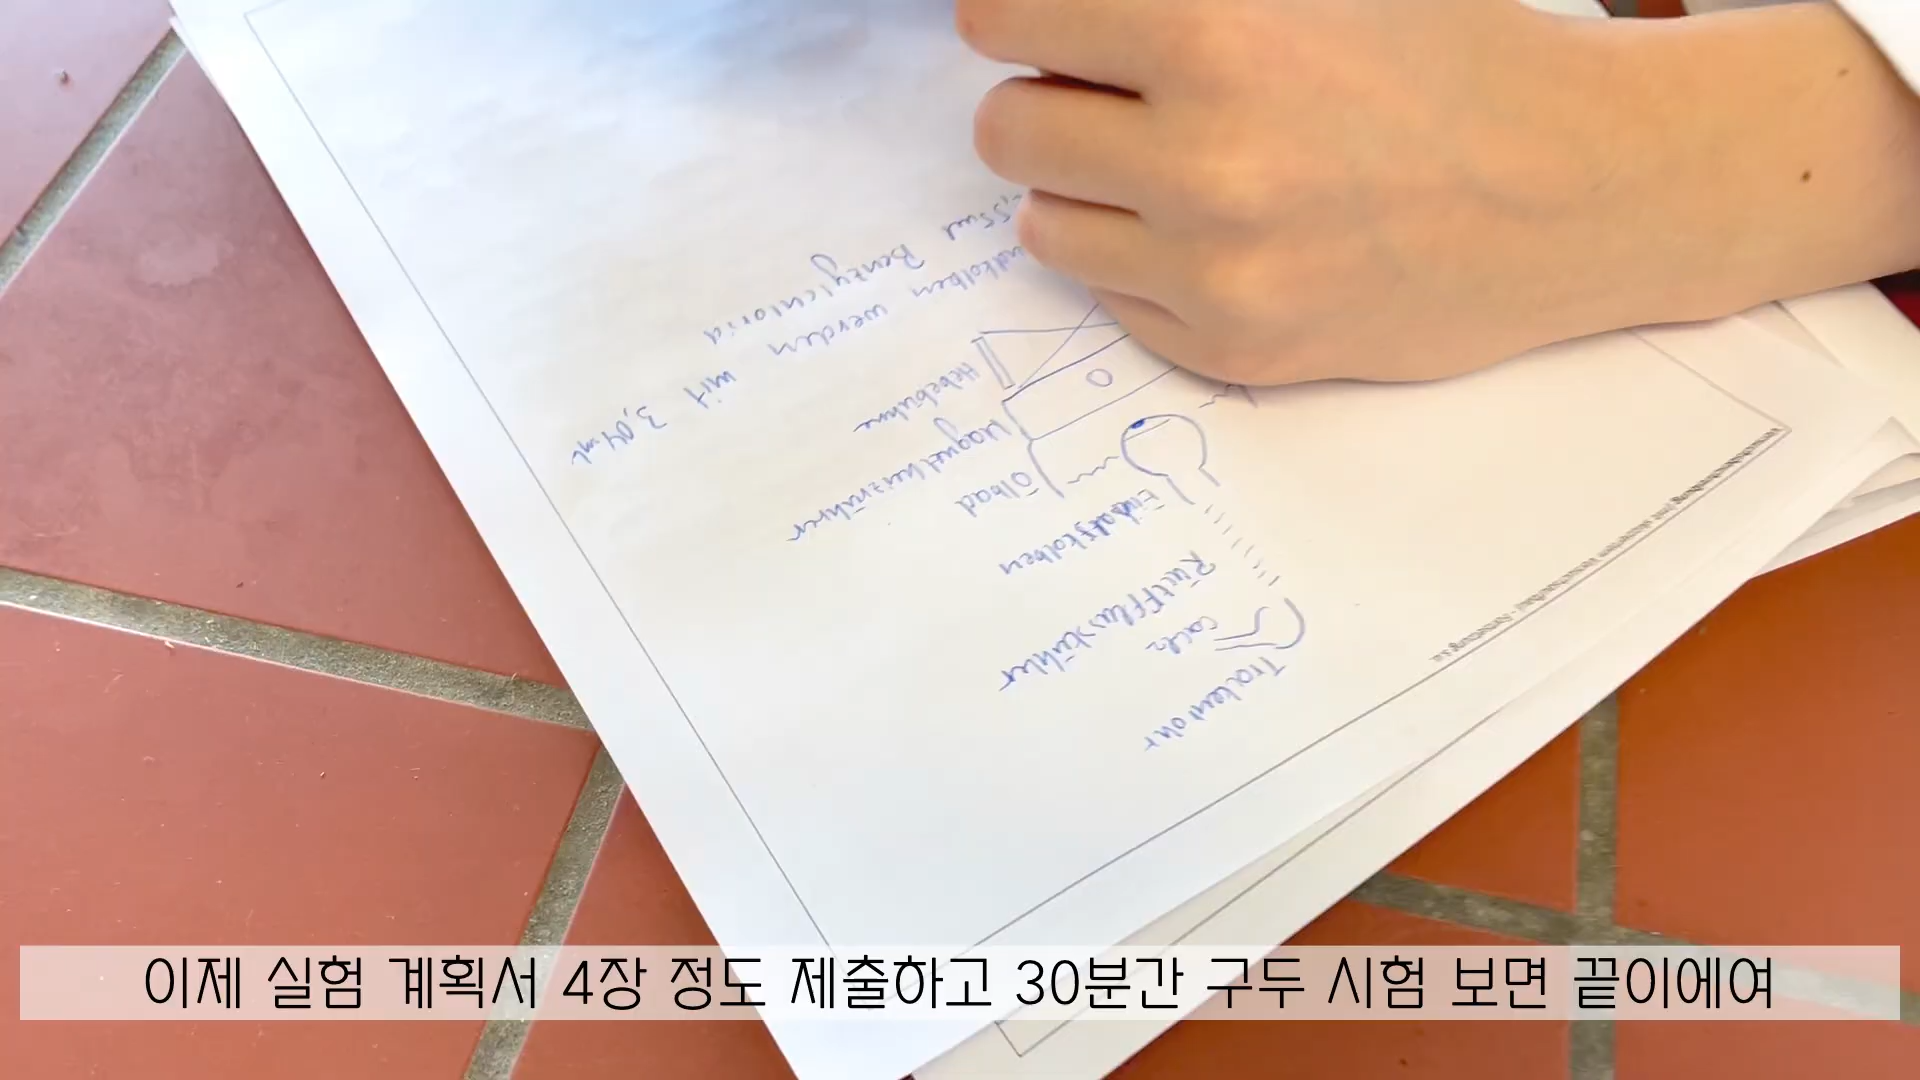 Trockenrohr
CaCl₂
Rückflusskühler
Einhalskolben
Ölbad
Magnetheizrührer
Hebebühne
werden mit 3,04 mL
Benzylchlorid
이제 실험 계획서 4장 정도 제출하고 30분간 구두 시험 보면 끝이에여